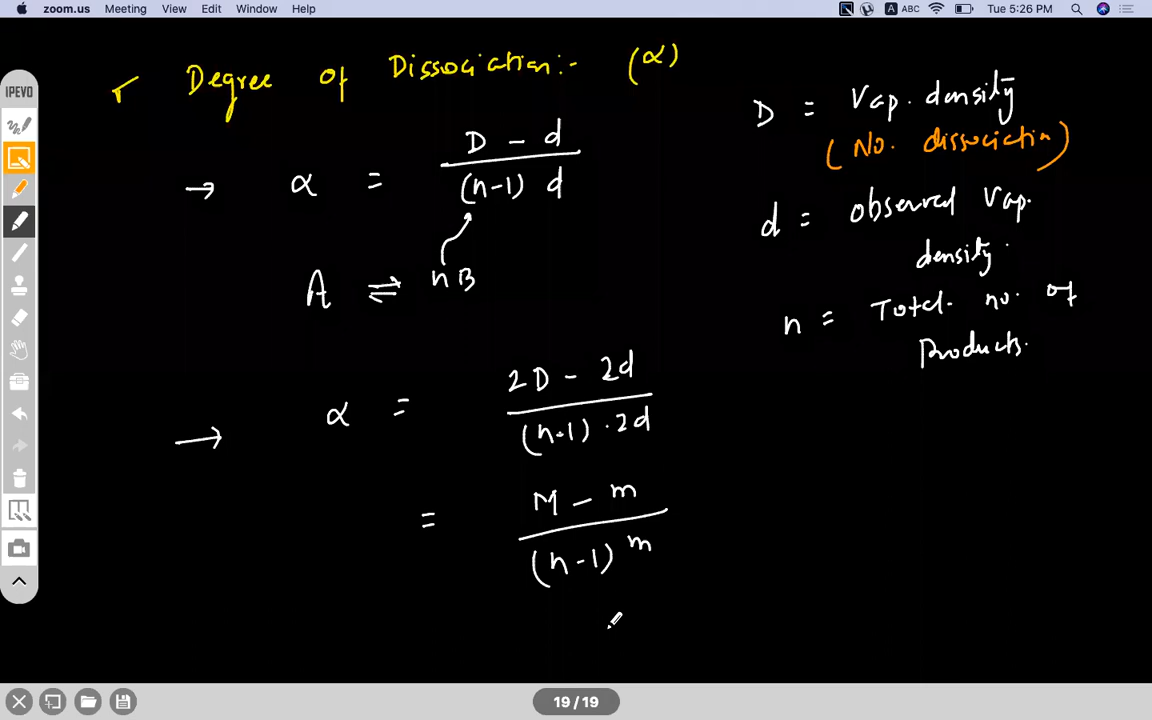 zoom.us Meeting View Edit Window Help
ABC Tue 5:26 PM
IPEVO
Degree of Dissociation:- (α)
→ α = D - d / (n-1) d
A ⇌ nB
D = Vap. density
(No. dissociation)
d = observed Vap.
density.
n = Total. no. of
Products.
→ α = 2D - 2d / (n-1) · 2d
= M - m / (n-1) m
19 / 19